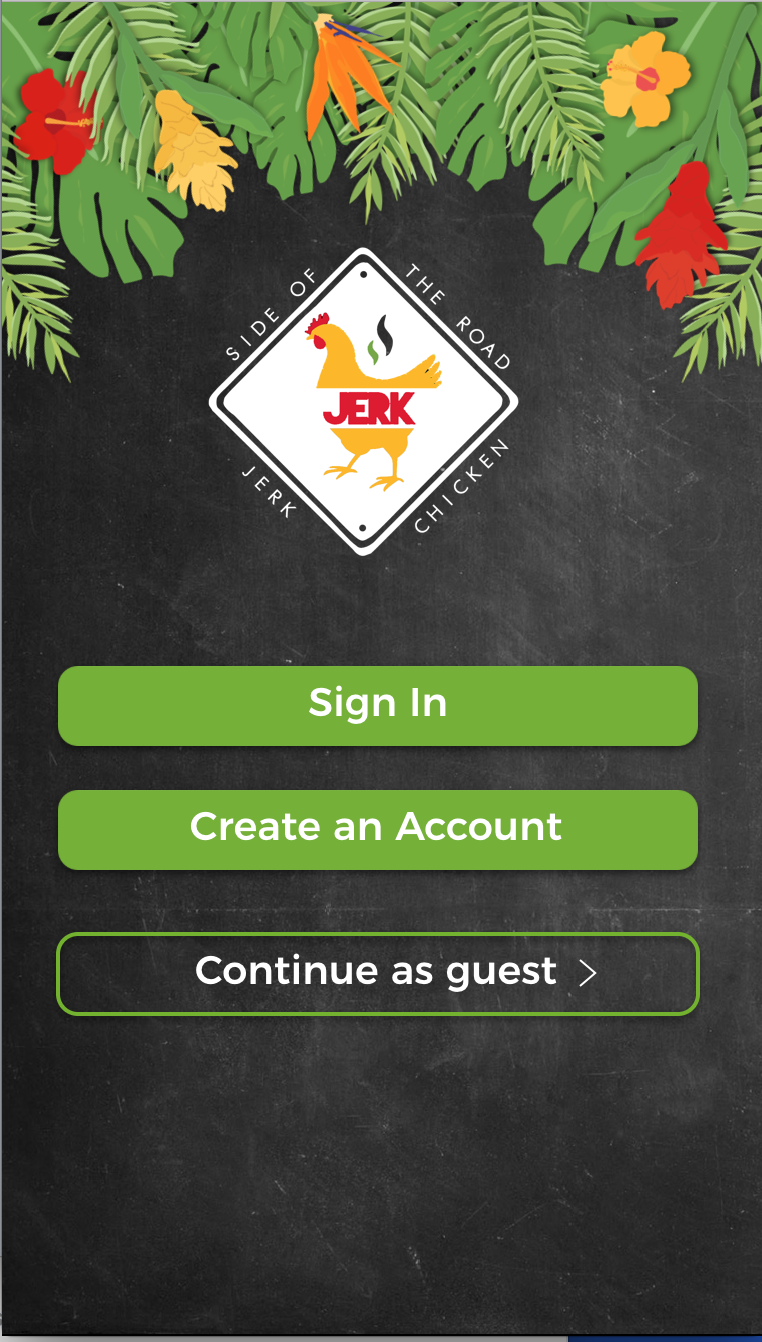 SIDE OF
THE ROAD
JERK
JERK
CHICKEN
Sign In
Create an Account
Continue as guest >